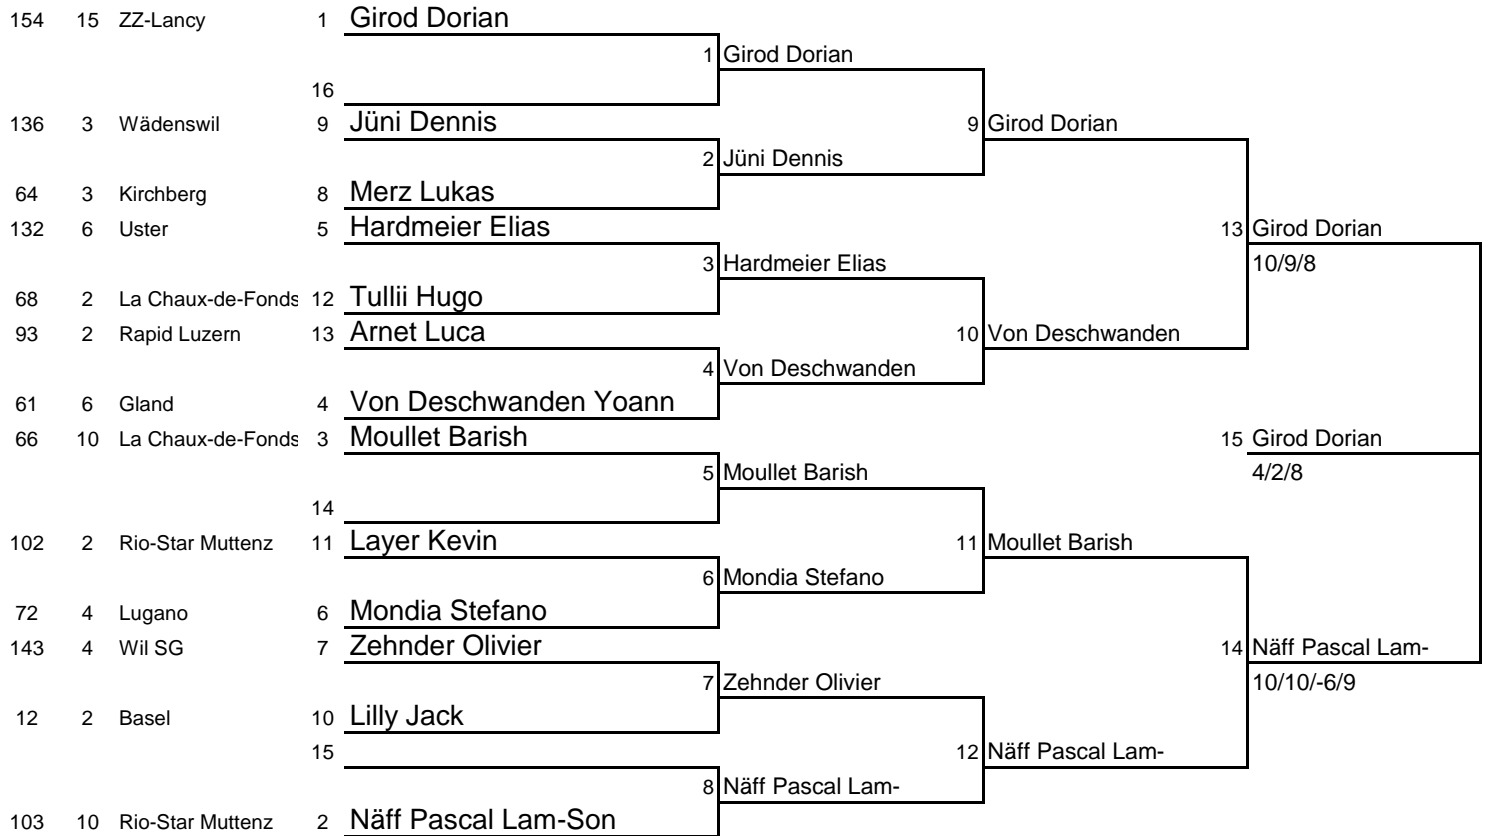 154 15 ZZ-Lancy 1 Girod Dorian
1 Girod Dorian
16
136 3 Wädenswil 9 Jüni Dennis 9 Girod Dorian
2 Jüni Dennis
64 3 Kirchberg 8 Merz Lukas
132 6 Uster 5 Hardmeier Elias 13 Girod Dorian
3 Hardmeier Elias 10/9/8
68 2 La Chaux-de-Fonds 12 Tullii Hugo
93 2 Rapid Luzern 13 Arnet Luca 10 Von Deschwanden
4 Von Deschwanden
61 6 Gland 4 Von Deschwanden Yoann
66 10 La Chaux-de-Fonds 3 Moullet Barish 15 Girod Dorian
5 Moullet Barish 4/2/8
14
102 2 Rio-Star Muttenz 11 Layer Kevin 11 Moullet Barish
6 Mondia Stefano
72 4 Lugano 6 Mondia Stefano
143 4 Wil SG 7 Zehnder Olivier 14 Näff Pascal Lam-
7 Zehnder Olivier 10/10/-6/9
12 2 Basel 10 Lilly Jack
15 12 Näff Pascal Lam-
8 Näff Pascal Lam-
103 10 Rio-Star Muttenz 2 Näff Pascal Lam-Son